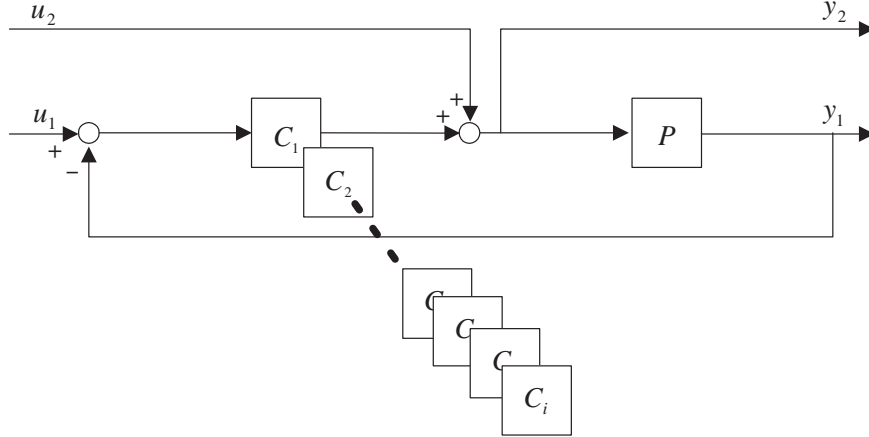 u₂ y₂
+
u₁ + C₁ + P y₁
−
C₂
C
C
C
Cᵢ